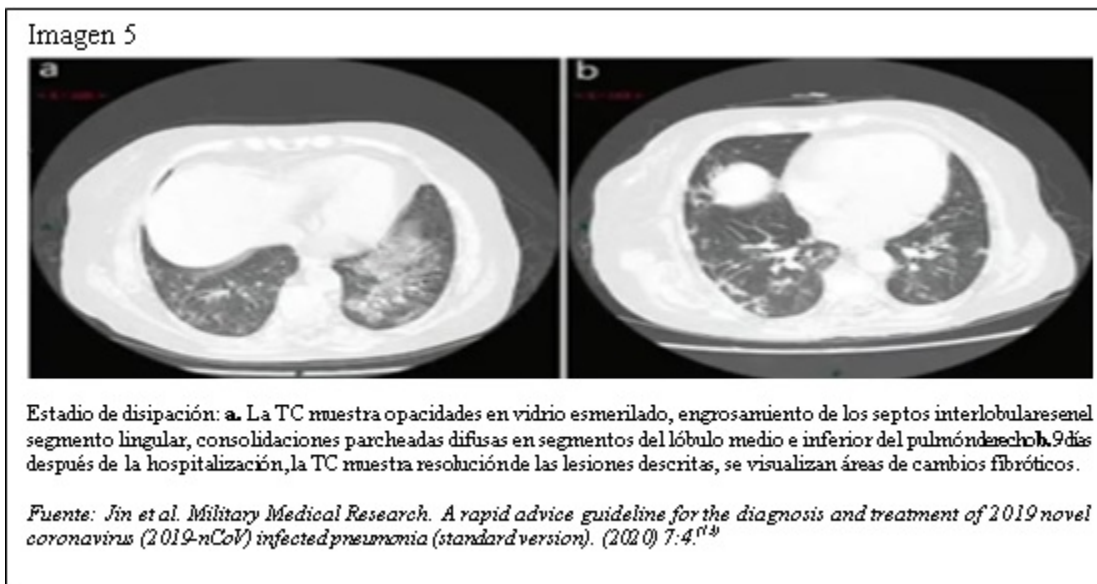 Imagen 5
a
b
Estadio de disipación: a. La TC muestra opacidades en vidrio esmerilado, engrosamiento de los septos interlobularesenel
segmento lingular, consolidaciones parcheadas difusas en segmentos del lóbulo medio e inferior del pulmónderechob.9días
después de la hospitalización,la TC muestra resolución de las lesiones descritas, se visualizan áreas de cambios fibróticos.
Fuente: Jin et al. Military Medical Research. A rapid advice guideline for the diagnosis and treatment of 2019 novel
coronavirus (2019-nCoV) infected pneumonia (standard version). (2020) 7:4.